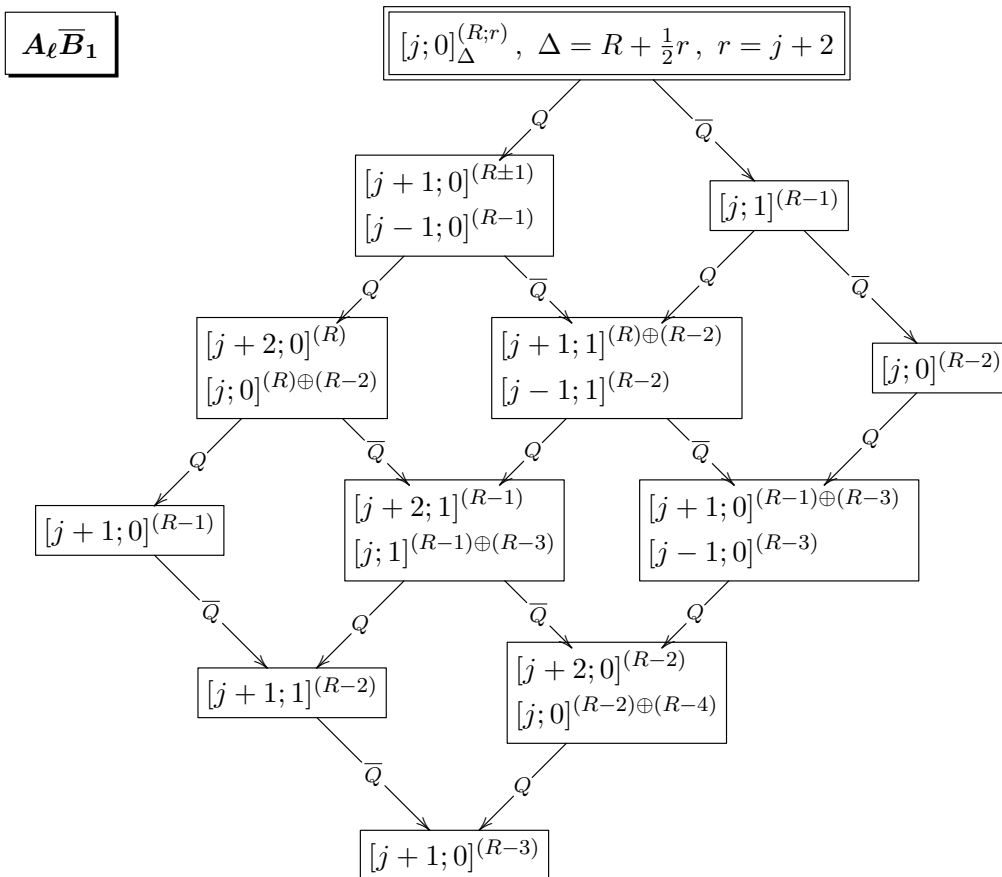 A_ℓ B̅_1
[j;0]_Δ^{(R;r)} , Δ = R + ½r , r = j + 2
Q Q̅
[j + 1;0]^{(R±1)}
[j − 1;0]^{(R−1)}
[j;1]^{(R−1)}
Q Q̅ Q Q̅
[j + 2;0]^{(R)}
[j;0]^{(R)⊕(R−2)}
[j + 1;1]^{(R)⊕(R−2)}
[j − 1;1]^{(R−2)}
[j;0]^{(R−2)}
Q Q̅ Q Q̅ Q
[j + 1;0]^{(R−1)}
[j + 2;1]^{(R−1)}
[j;1]^{(R−1)⊕(R−3)}
[j + 1;0]^{(R−1)⊕(R−3)}
[j − 1;0]^{(R−3)}
Q̅ Q Q̅ Q
[j + 1;1]^{(R−2)}
[j + 2;0]^{(R−2)}
[j;0]^{(R−2)⊕(R−4)}
Q̅ Q
[j + 1;0]^{(R−3)}